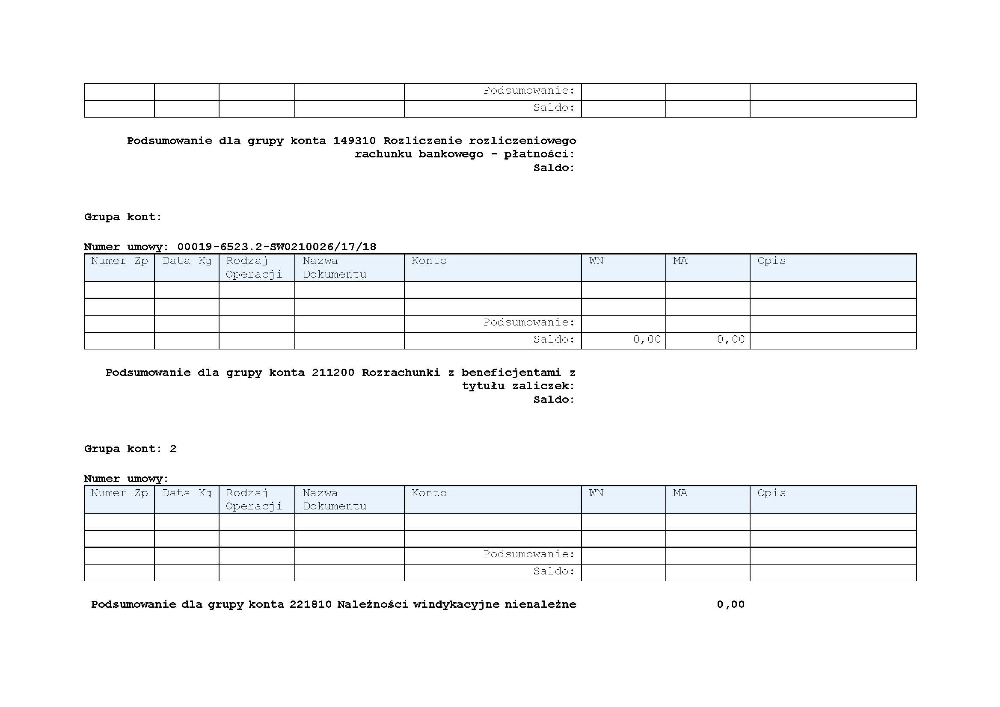 Podsumowanie:
Saldo:
Podsumowanie dla grupy konta 149310 Rozliczenie rozliczeniowego
rachunku bankowego - płatności:
Saldo:
Grupa kont:
Numer umowy: 00019-6523.2-SW0210026/17/18
Numer Zp Data Kg Rodzaj Nazwa Konto WN MA Opis
Operacji Dokumentu
Podsumowanie:
Saldo: 0,00 0,00
Podsumowanie dla grupy konta 211200 Rozrachunki z beneficjentami z
tytułu zaliczek:
Saldo:
Grupa kont: 2
Numer umowy:
Numer Zp Data Kg Rodzaj Nazwa Konto WN MA Opis
Operacji Dokumentu
Podsumowanie:
Saldo:
Podsumowanie dla grupy konta 221810 Należności windykacyjne nienależne 0,00